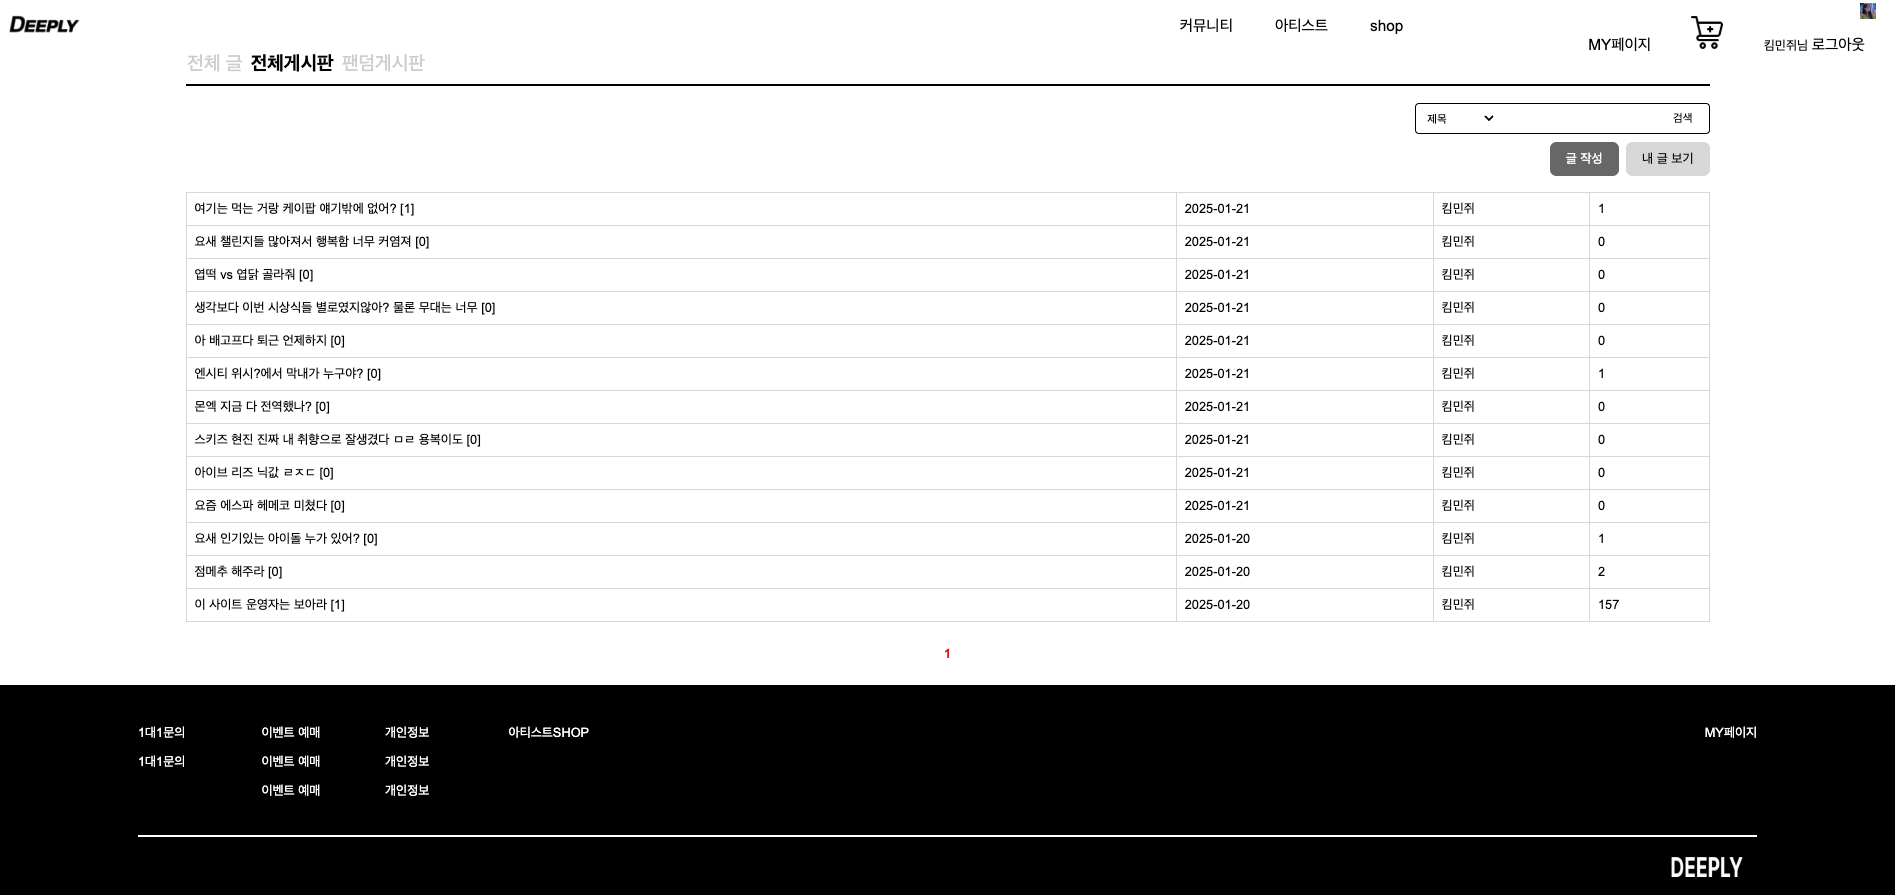 DEEPLY
커뮤니티 아티스트 shop
MY페이지
킴민쥐님 로그아웃
전체 글 전체게시판 팬덤게시판
제목 검색
글 작성 내 글 보기
여기는 먹는 거랑 케이팝 얘기밖에 없어? [1] 2025-01-21 킴민쥐 1
요새 챌린지들 많아져서 행복함 너무 커염져 [0] 2025-01-21 킴민쥐 0
엽떡 vs 엽닭 골라줘 [0] 2025-01-21 킴민쥐 0
생각보다 이번 시상식들 별로였지않아? 물론 무대는 너무 [0] 2025-01-21 킴민쥐 0
아 배고프다 퇴근 언제하지 [0] 2025-01-21 킴민쥐 0
엔시티 위시?에서 막내가 누구야? [0] 2025-01-21 킴민쥐 1
몬엑 지금 다 전역했나? [0] 2025-01-21 킴민쥐 0
스키즈 현진 진짜 내 취향으로 잘생겼다 ㅁㄹ 용복이도 [0] 2025-01-21 킴민쥐 0
아이브 리즈 닉값 ㄹㅈㄷ [0] 2025-01-21 킴민쥐 0
요즘 에스파 헤메코 미쳤다 [0] 2025-01-21 킴민쥐 0
요새 인기있는 아이돌 누가 있어? [0] 2025-01-20 킴민쥐 1
점메추 해주라 [0] 2025-01-20 킴민쥐 2
이 사이트 운영자는 보아라 [1] 2025-01-20 킴민쥐 157
1
1대1문의 이벤트 예매 개인정보 아티스트SHOP MY페이지
1대1문의 이벤트 예매 개인정보
이벤트 예매 개인정보
DEEPLY